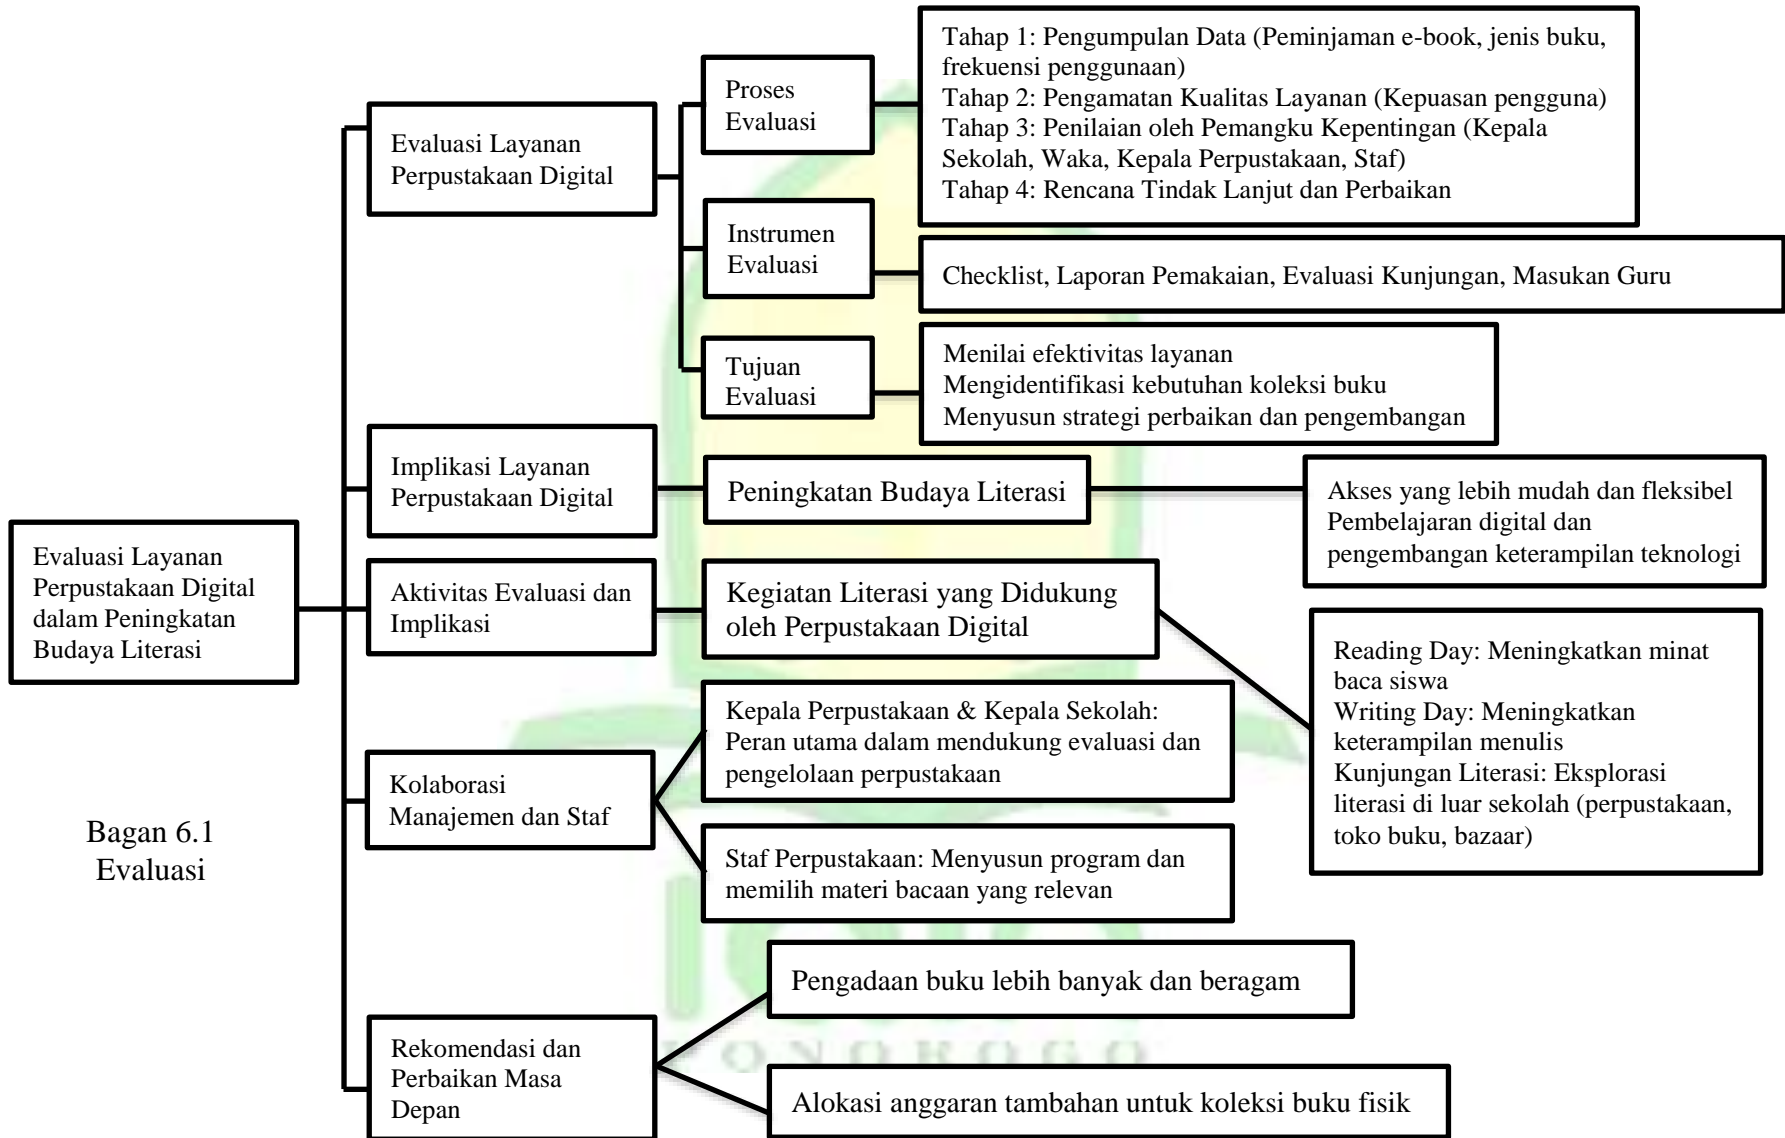 Evaluasi Layanan
Perpustakaan Digital
dalam Peningkatan
Budaya Literasi
Bagan 6.1
Evaluasi
Evaluasi Layanan
Perpustakaan Digital
Proses
Evaluasi
Tahap 1: Pengumpulan Data (Peminjaman e-book, jenis buku,
frekuensi penggunaan)
Tahap 2: Pengamatan Kualitas Layanan (Kepuasan pengguna)
Tahap 3: Penilaian oleh Pemangku Kepentingan (Kepala
Sekolah, Waka, Kepala Perpustakaan, Staf)
Tahap 4: Rencana Tindak Lanjut dan Perbaikan
Instrumen
Evaluasi
Checklist, Laporan Pemakaian, Evaluasi Kunjungan, Masukan Guru
Tujuan
Evaluasi
Menilai efektivitas layanan
Mengidentifikasi kebutuhan koleksi buku
Menyusun strategi perbaikan dan pengembangan
Implikasi Layanan
Perpustakaan Digital
Peningkatan Budaya Literasi
Akses yang lebih mudah dan fleksibel
Pembelajaran digital dan
pengembangan keterampilan teknologi
Aktivitas Evaluasi dan
Implikasi
Kegiatan Literasi yang Didukung
oleh Perpustakaan Digital
Reading Day: Meningkatkan minat
baca siswa
Writing Day: Meningkatkan
keterampilan menulis
Kunjungan Literasi: Eksplorasi
literasi di luar sekolah (perpustakaan,
toko buku, bazaar)
Kolaborasi
Manajemen dan Staf
Kepala Perpustakaan & Kepala Sekolah:
Peran utama dalam mendukung evaluasi dan
pengelolaan perpustakaan
Staf Perpustakaan: Menyusun program dan
memilih materi bacaan yang relevan
Rekomendasi dan
Perbaikan Masa
Depan
Pengadaan buku lebih banyak dan beragam
Alokasi anggaran tambahan untuk koleksi buku fisik